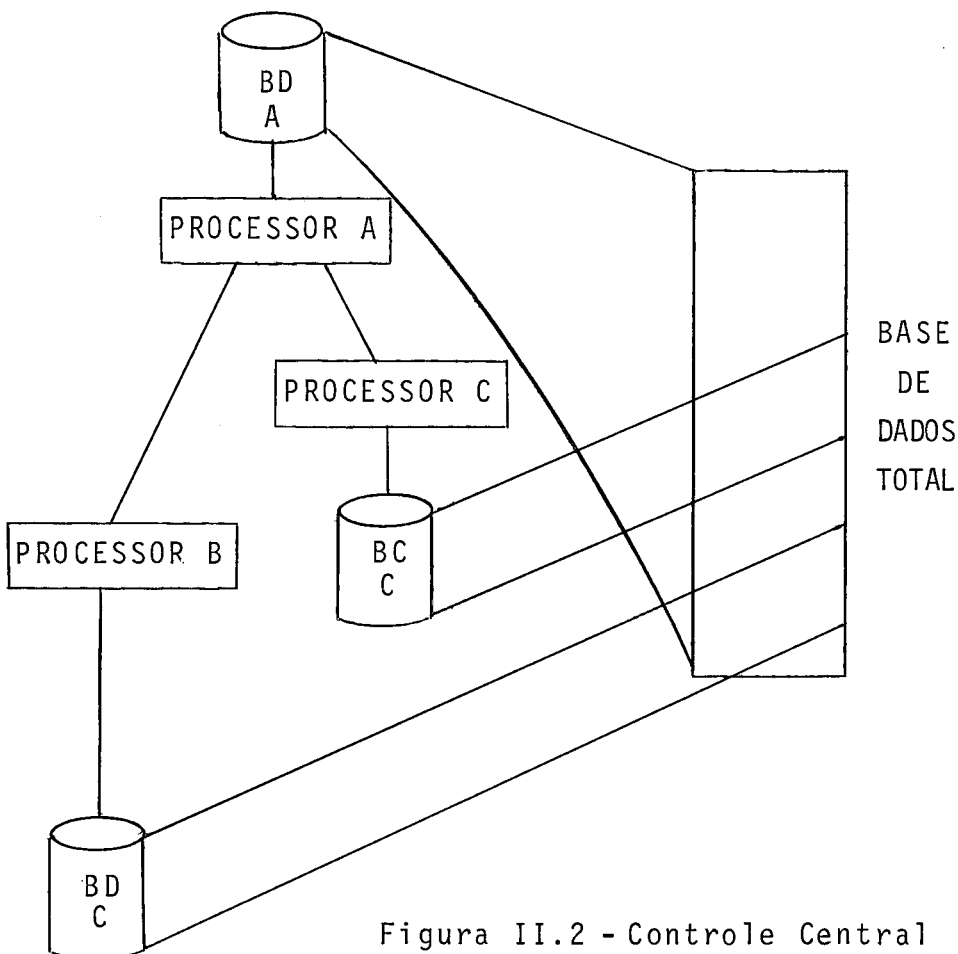 BD
A
PROCESSOR A
PROCESSOR C
BASE
DE
DADOS
TOTAL
PROCESSOR B
BC
C
BD
C
Figura II.2 - Controle Central